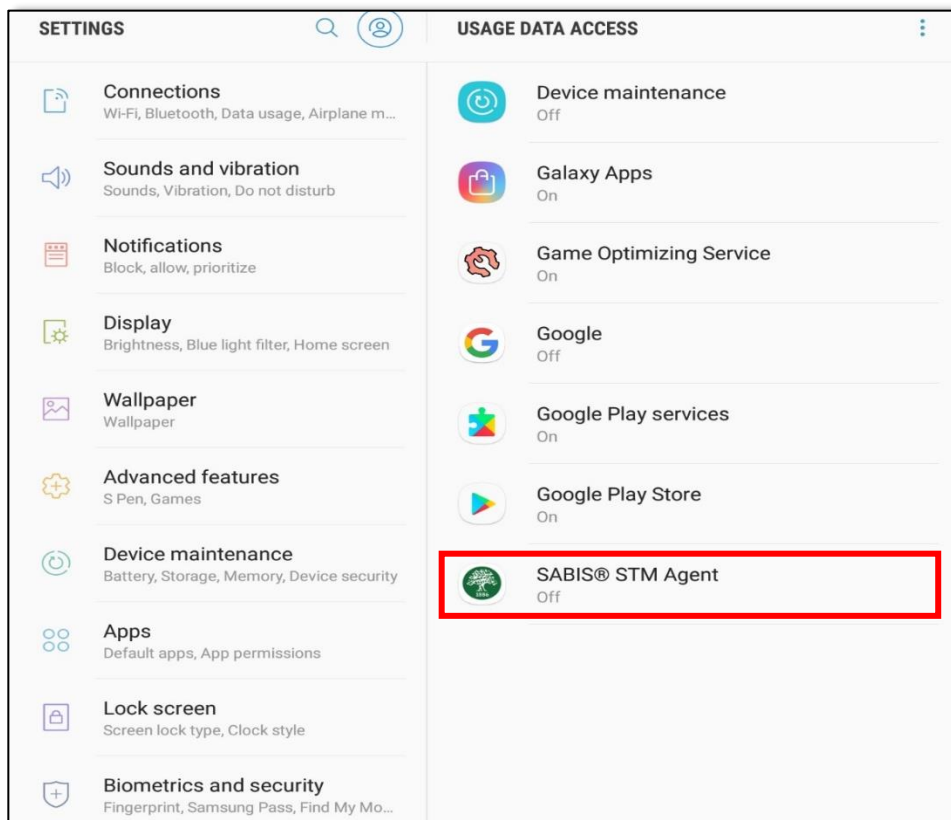 SETTINGS
Connections
Wi-Fi, Bluetooth, Data usage, Airplane m...
Sounds and vibration
Sounds, Vibration, Do not disturb
Notifications
Block, allow, prioritize
Display
Brightness, Blue light filter, Home screen
Wallpaper
Wallpaper
Advanced features
S Pen, Games
Device maintenance
Battery, Storage, Memory, Device security
Apps
Default apps, App permissions
Lock screen
Screen lock type, Clock style
Biometrics and security
Fingerprint, Samsung Pass, Find My Mo...
USAGE DATA ACCESS
Device maintenance
Off
Galaxy Apps
On
Game Optimizing Service
On
Google
Off
Google Play services
On
Google Play Store
On
SABIS® STM Agent
Off